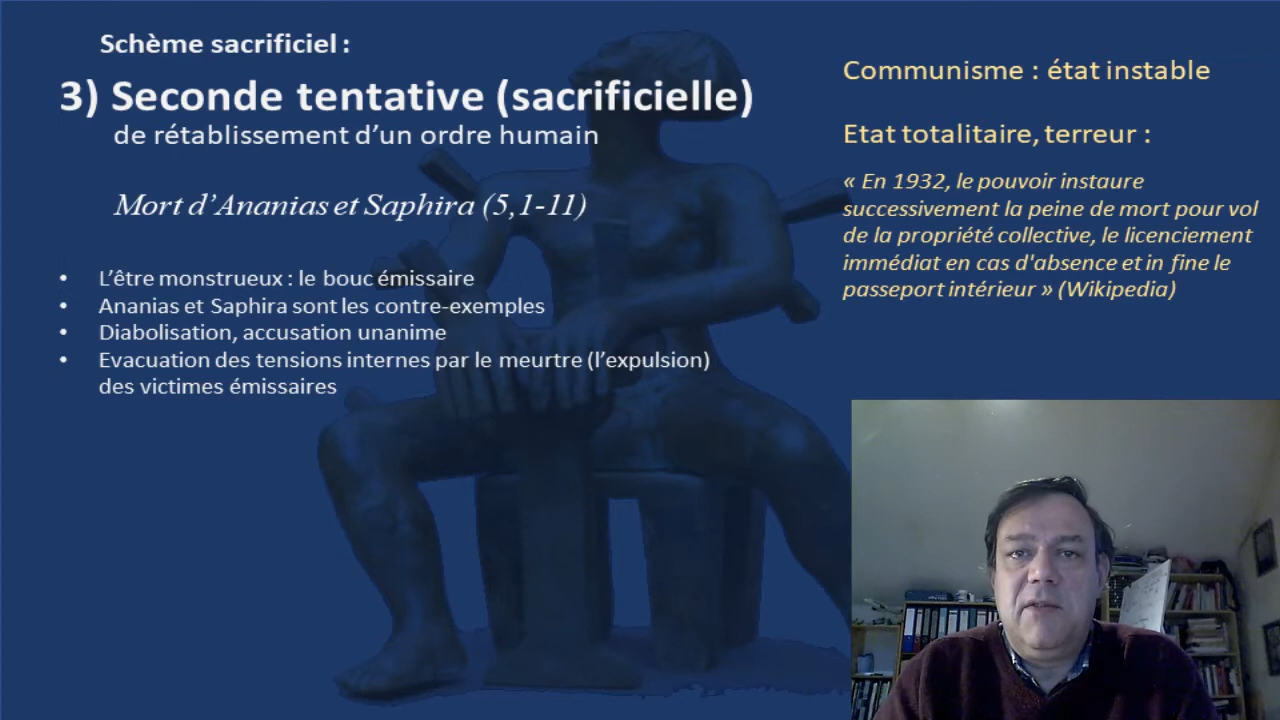 Schème sacrificiel :
3) Seconde tentative (sacrificielle)
de rétablissement d’un ordre humain
Mort d’Ananias et Saphira (5,1-11)
• L’être monstrueux : le bouc émissaire
• Ananias et Saphira sont les contre-exemples
• Diabolisation, accusation unanime
• Evacuation des tensions internes par le meurtre (l’expulsion)
des victimes émissaires
Communisme : état instable
Etat totalitaire, terreur :
« En 1932, le pouvoir instaure
successivement la peine de mort pour vol
de la propriété collective, le licenciement
immédiat en cas d'absence et in fine le
passeport intérieur » (Wikipedia)